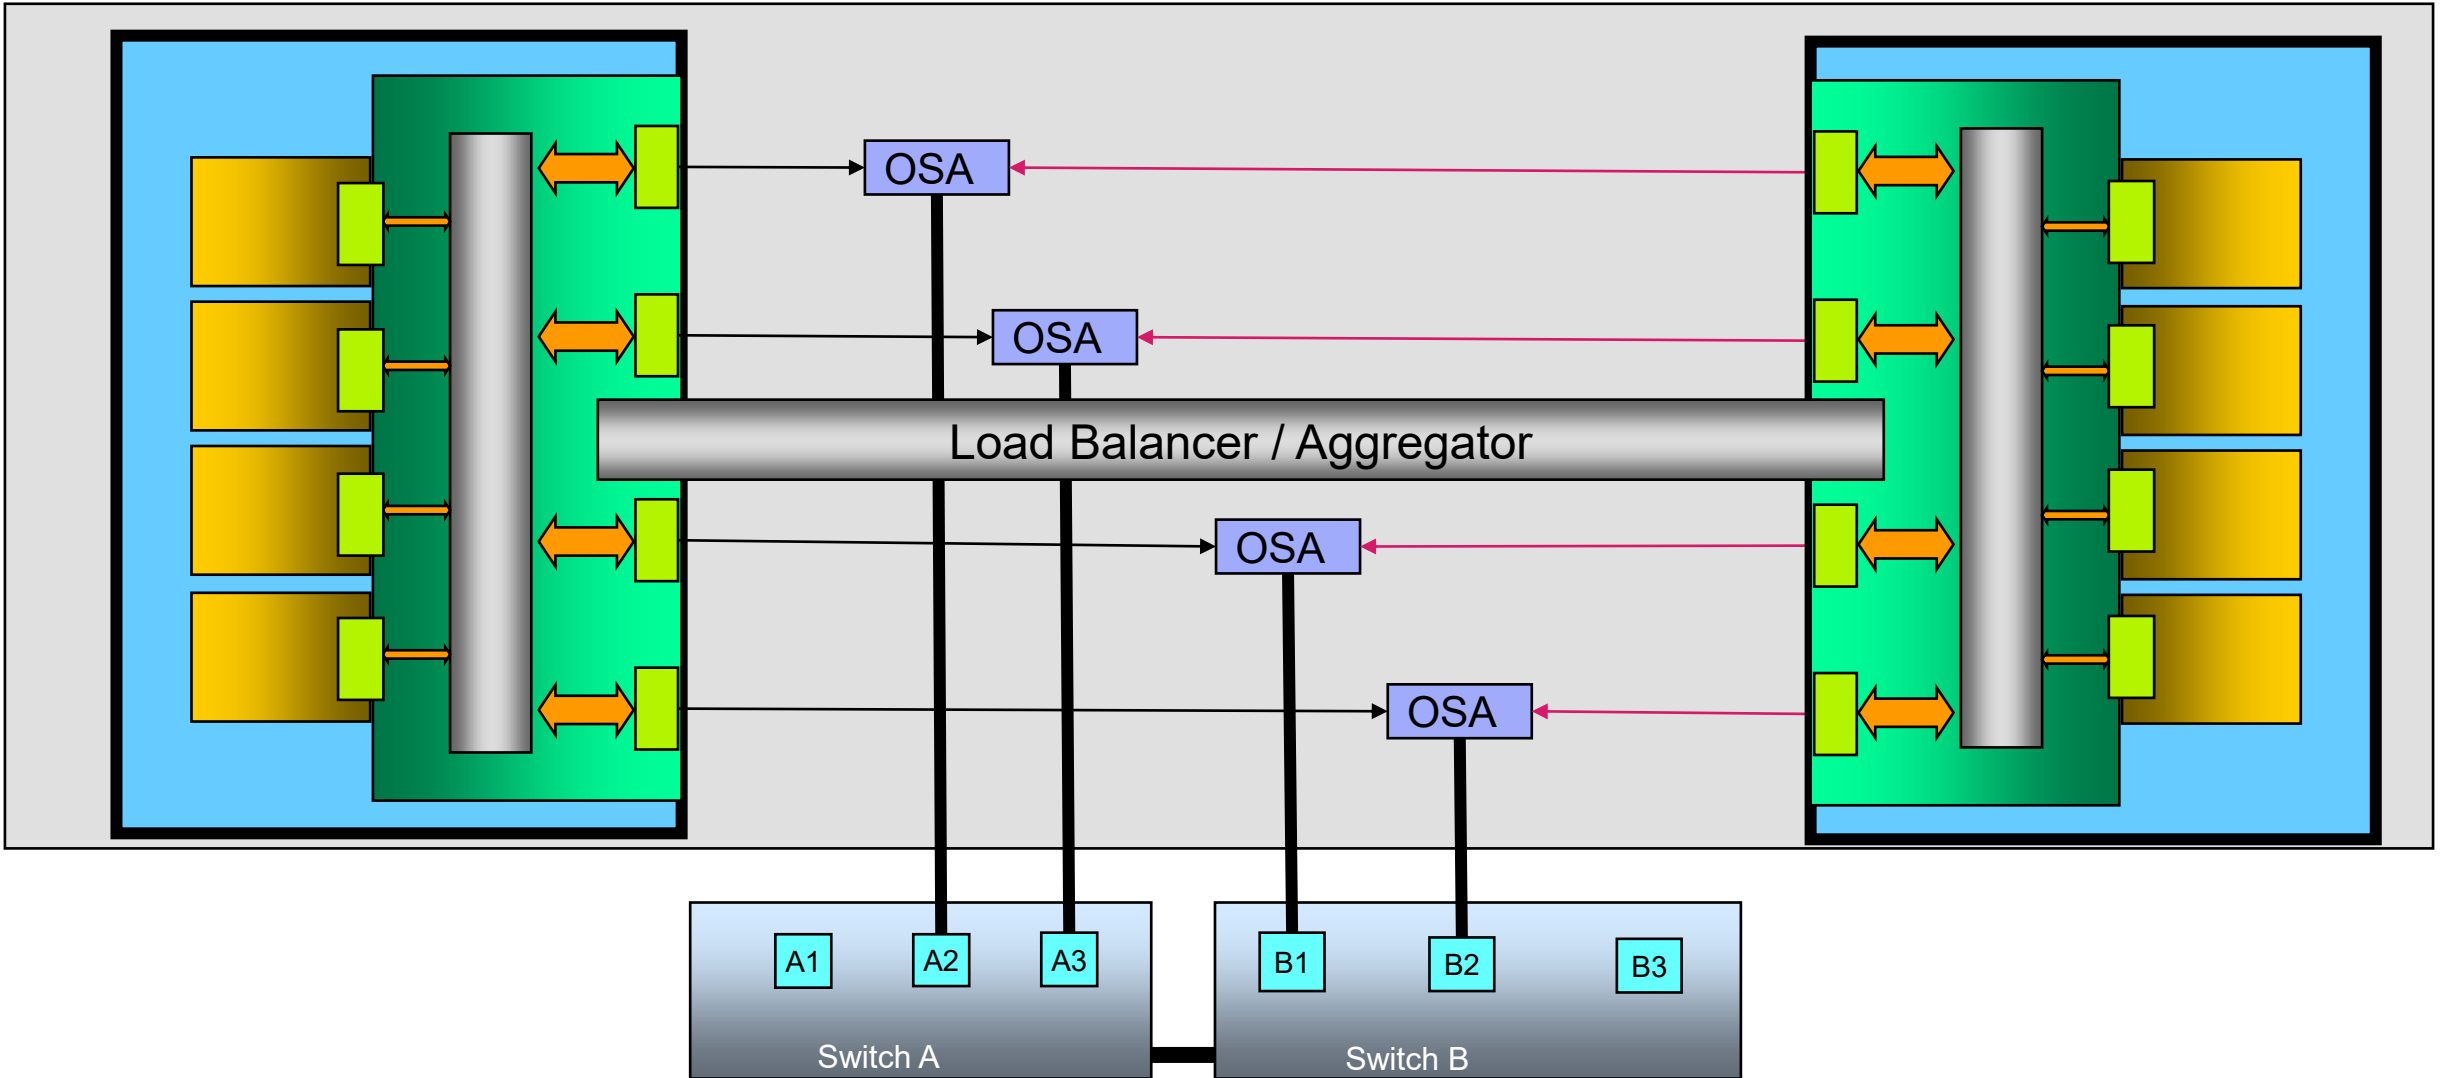 OSA
OSA
Load Balancer / Aggregator
OSA
OSA
A1
A2
A3
B1
B2
B3
Switch A
Switch B